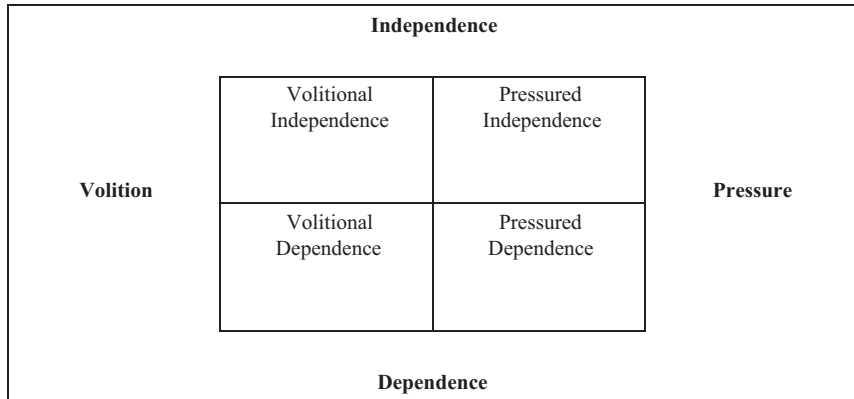 Independence
Volitional
Independence
Pressured
Independence
Volition
Pressure
Volitional
Dependence
Pressured
Dependence
Dependence